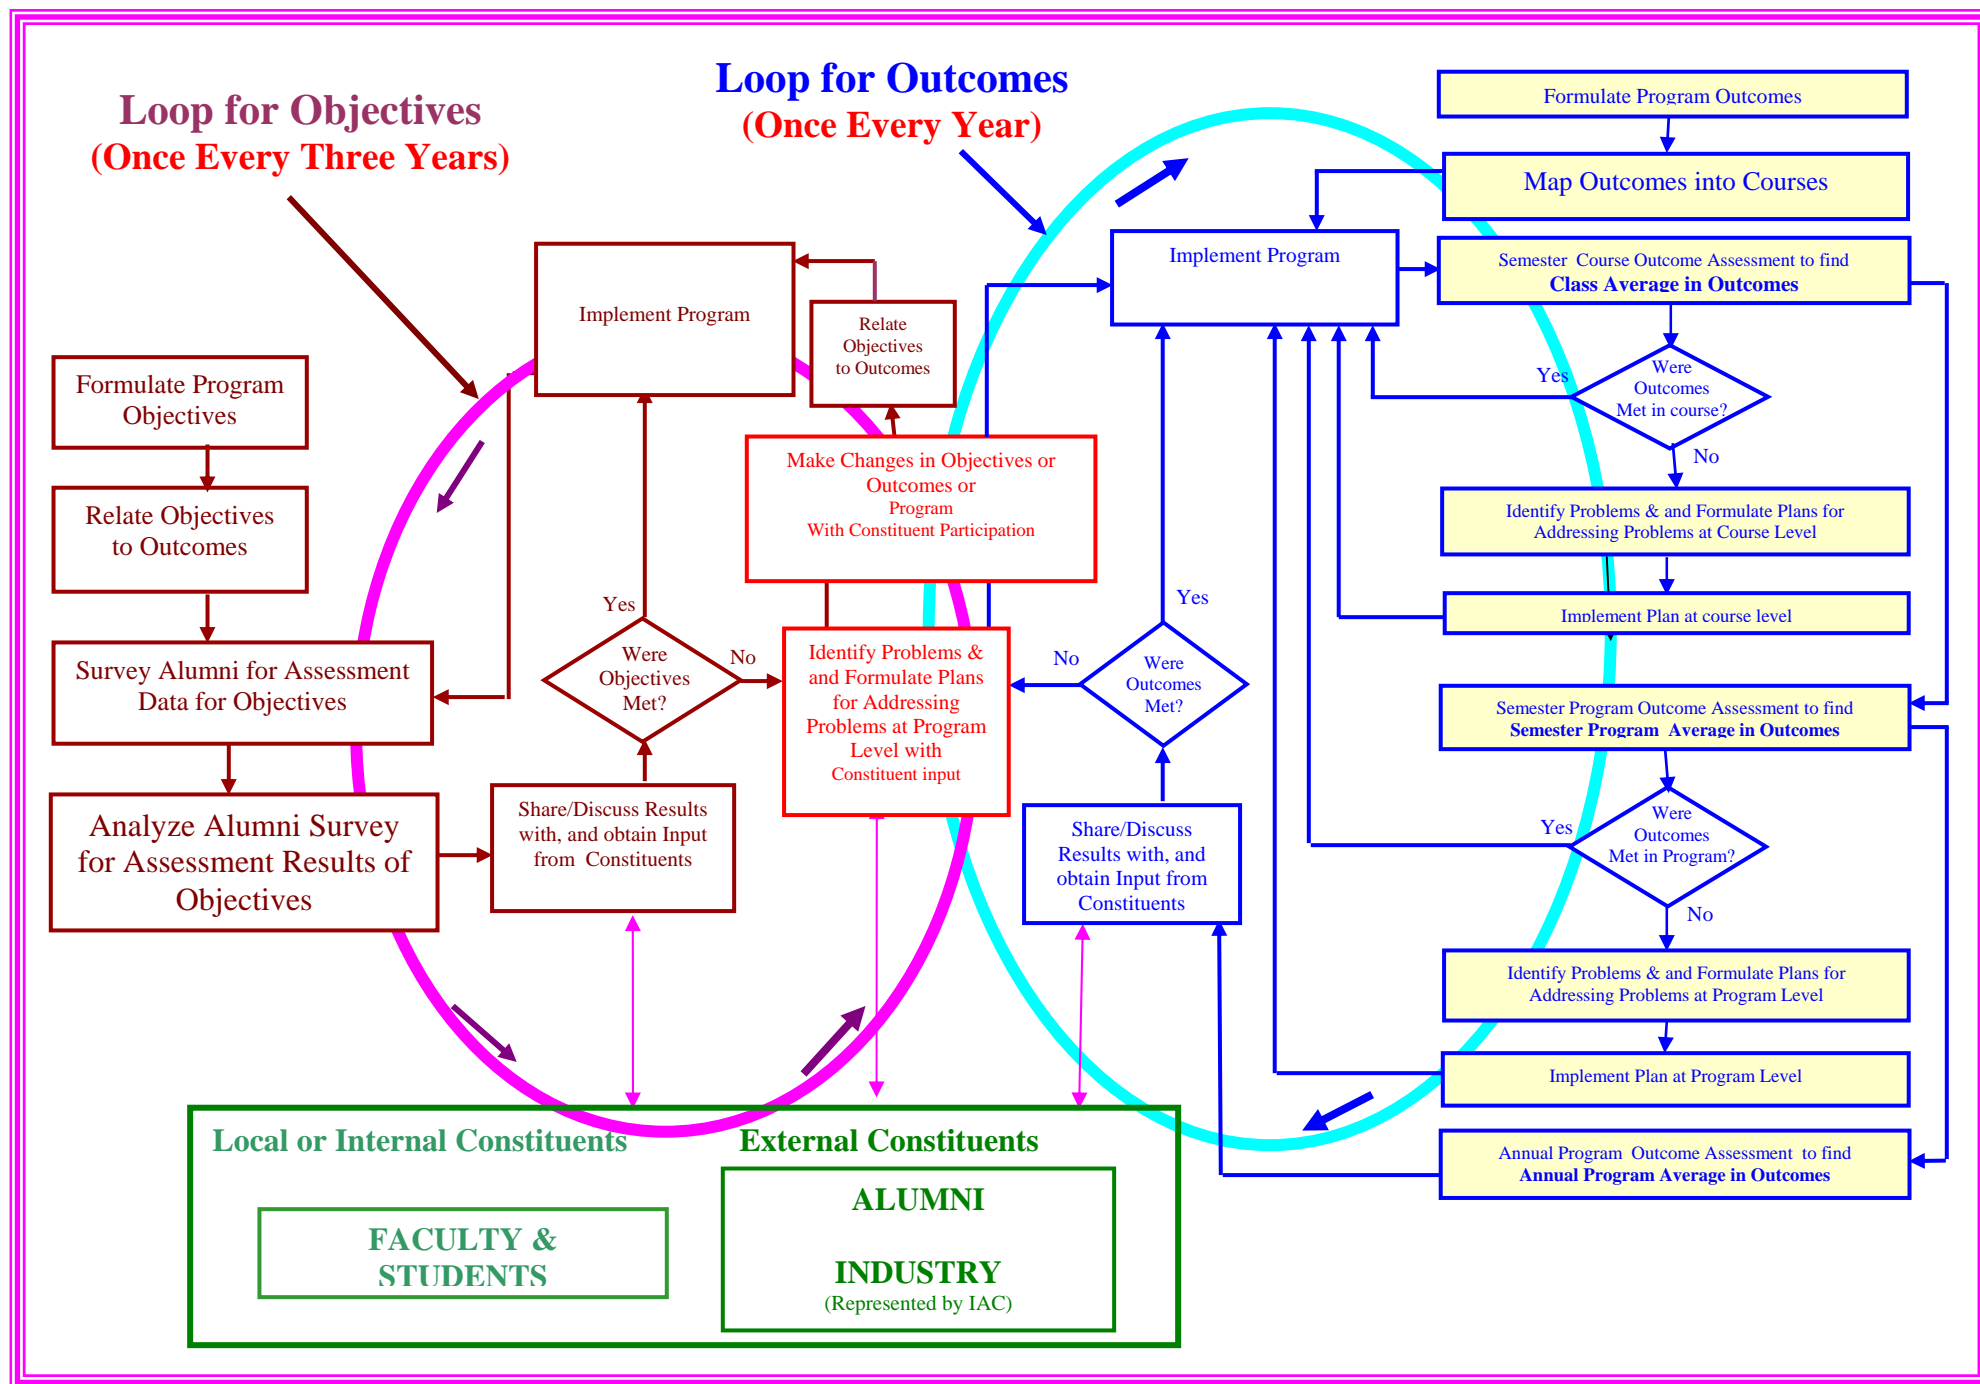 Loop for Objectives
(Once Every Three Years)
Loop for Outcomes
(Once Every Year)
Formulate Program
Objectives
Relate Objectives
to Outcomes
Survey Alumni for Assessment
Data for Objectives
Analyze Alumni Survey
for Assessment Results of
Objectives
Share/Discuss Results
with, and obtain Input
from Constituents
Were
Objectives
Met?
Yes
No
Implement Program
Relate
Objectives
to Outcomes
Make Changes in Objectives or
Outcomes or
Program
With Constituent Participation
Identify Problems &
and Formulate Plans
for Addressing
Problems at Program
Level with
Constituent input
Formulate Program Outcomes
Map Outcomes into Courses
Implement Program
Semester Course Outcome Assessment to find
Class Average in Outcomes
Were
Outcomes
Met in course?
Yes
No
Identify Problems & and Formulate Plans for
Addressing Problems at Course Level
Implement Plan at course level
Semester Program Outcome Assessment to find
Semester Program Average in Outcomes
Were
Outcomes
Met in Program?
Yes
No
Identify Problems & and Formulate Plans for
Addressing Problems at Program Level
Implement Plan at Program Level
Annual Program Outcome Assessment to find
Annual Program Average in Outcomes
Share/Discuss
Results with, and
obtain Input from
Constituents
Were
Outcomes
Met?
Yes
No
Local or Internal Constituents
FACULTY &
STUDENTS
External Constituents
ALUMNI
INDUSTRY
(Represented by IAC)